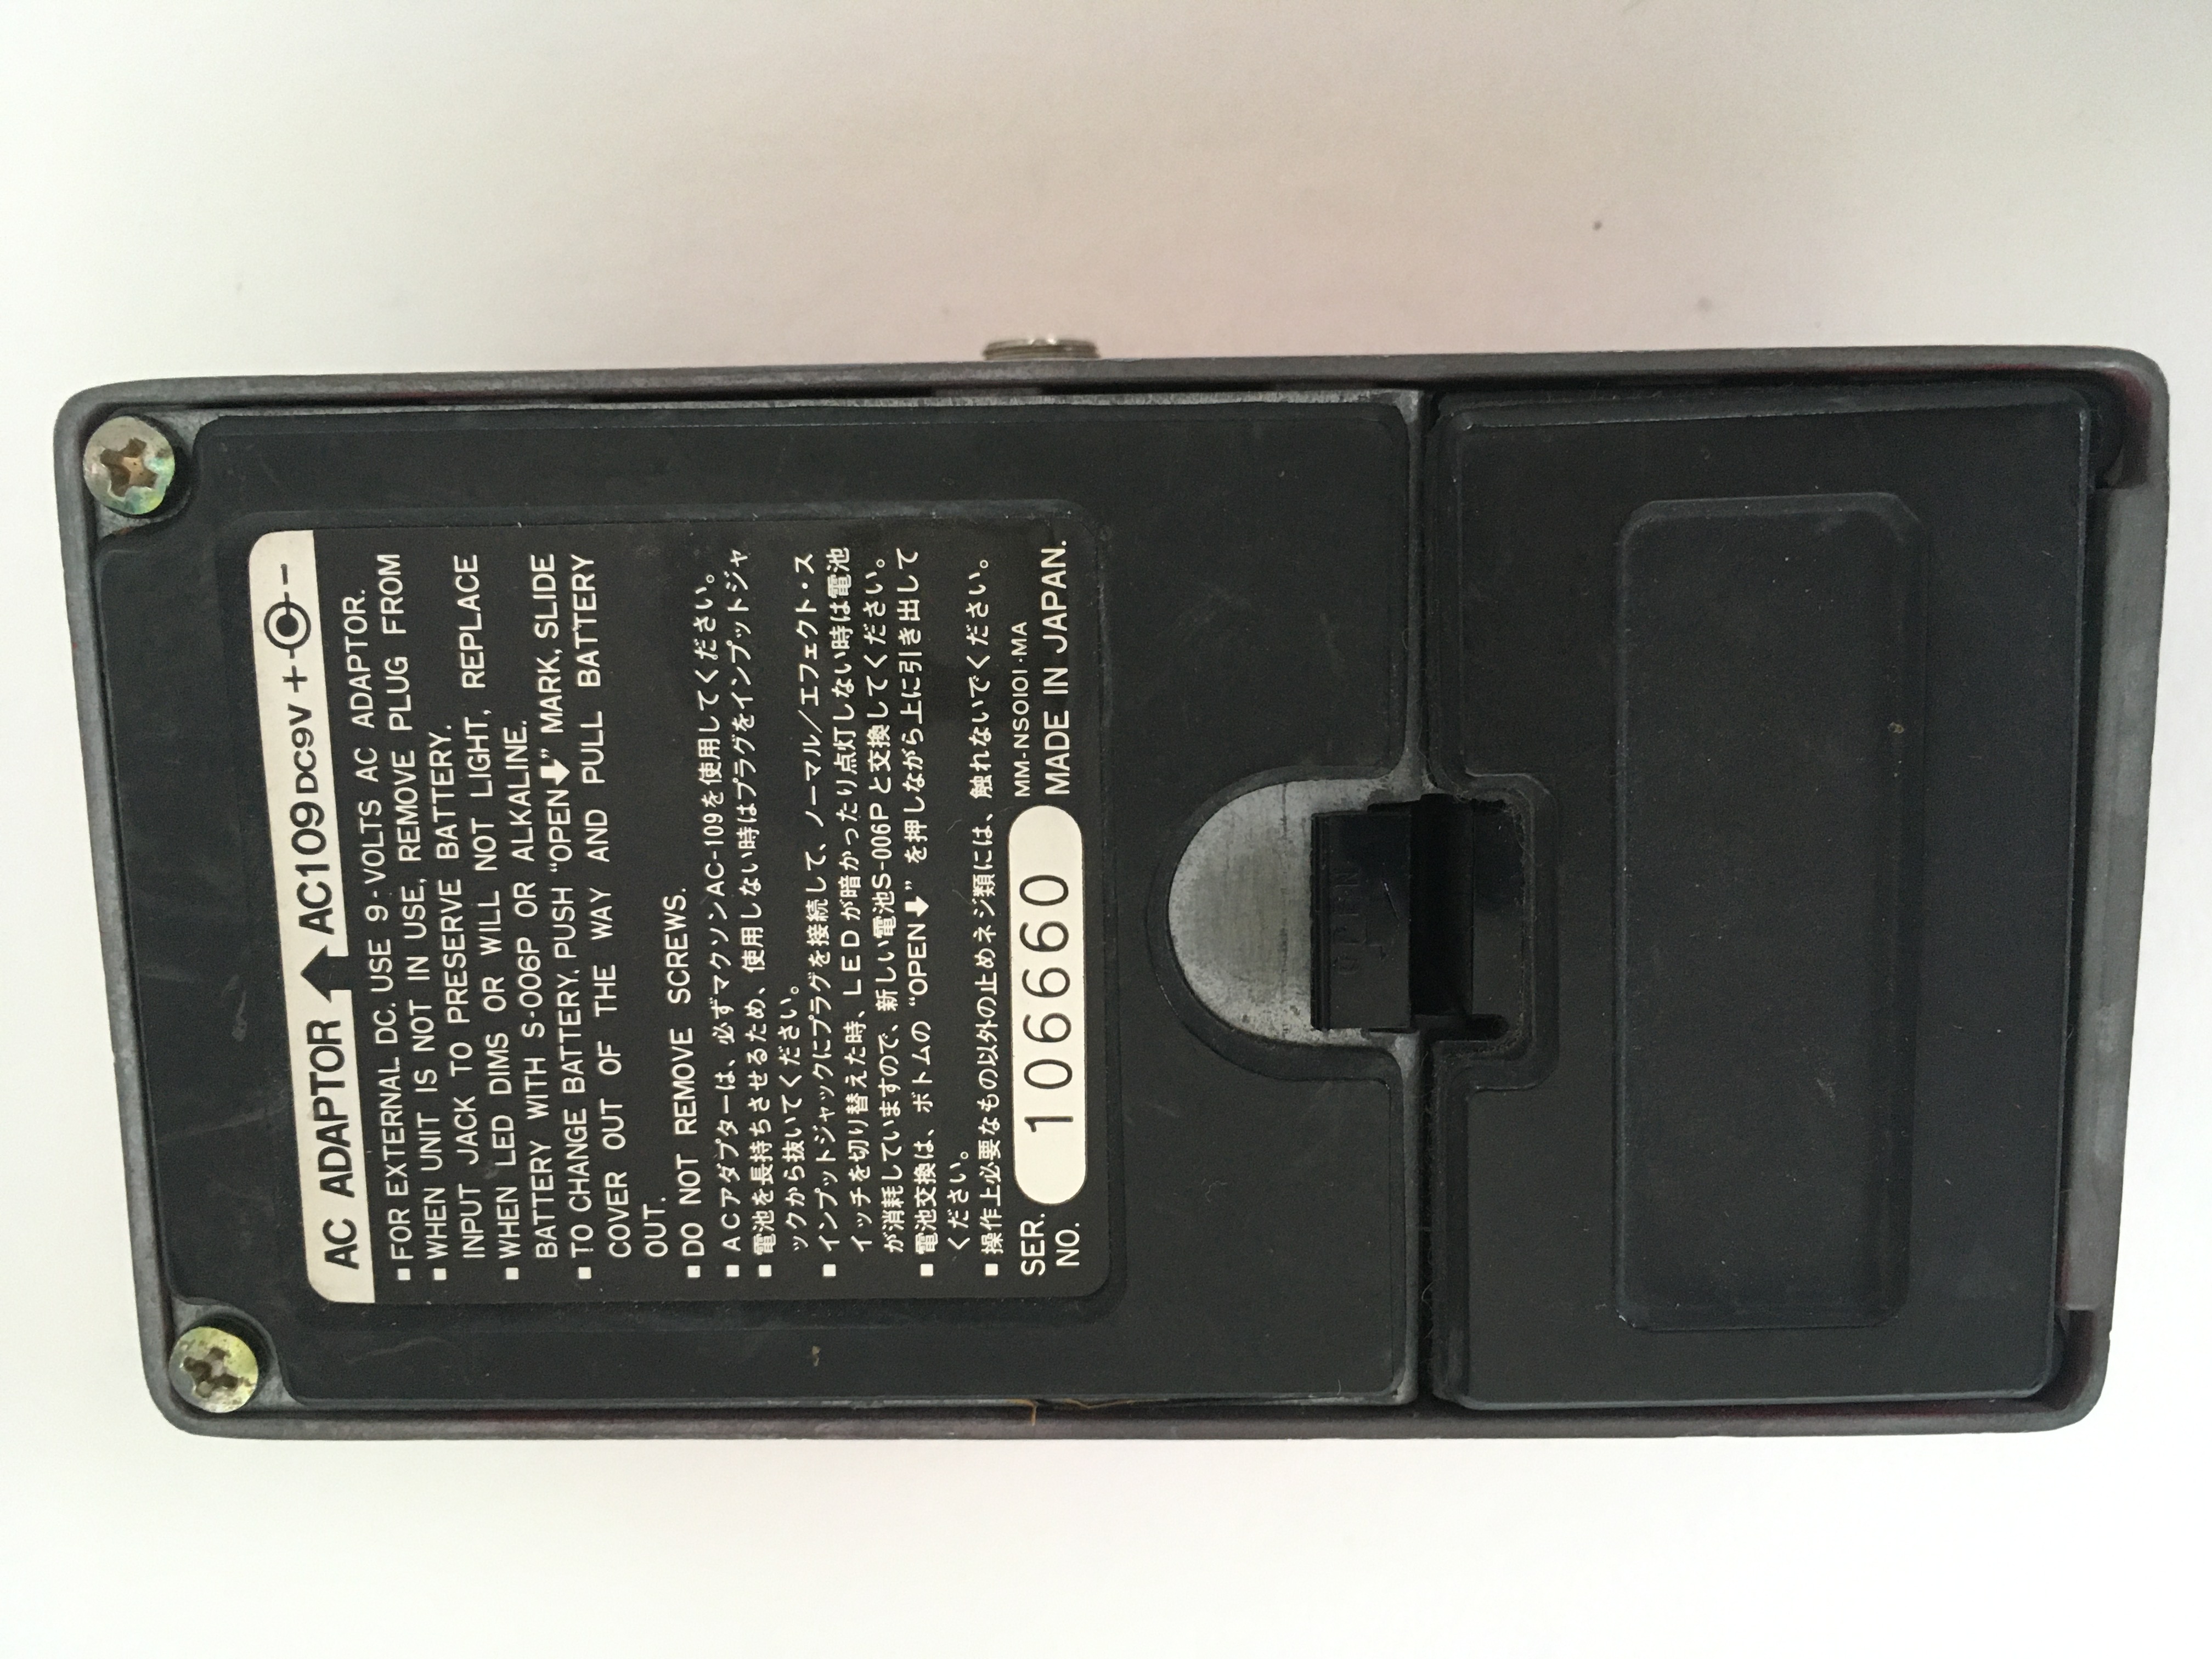 AC ADAPTOR → AC109 DC9V + -
▪ FOR EXTERNAL DC. USE 9-VOLTS AC ADAPTOR.
▪ WHEN UNIT IS NOT IN USE, REMOVE PLUG FROM
INPUT JACK TO PRESERVE BATTERY.
▪ WHEN LED DIMS OR WILL NOT LIGHT, REPLACE
BATTERY WITH S-006P OR ALKALINE.
▪ TO CHANGE BATTERY, PUSH "OPEN⬇" MARK, SLIDE
COVER OUT OF THE WAY AND PULL BATTERY
OUT.
▪ DO NOT REMOVE SCREWS.
▪ ACアダプターは、必ずマクソンAC-109を使用してください。
▪ 電池を長持ちさせるため、使用しない時はプラグをインプットジャ
ックから抜いてください。
▪ インプットジャックにプラグを接続して、ノーマル/エフェクト・ス
イッチを切り替えた時、LEDが暗かったり点灯しない時は電池
が消耗していますので、新しい電池S-006Pと交換してください。
▪ 電池交換は、ボトムの "OPEN⬇" を押しながら上に引き出して
ください。
▪ 操作上必要なもの以外の止めネジ類には、触れないでください。
SER. NO. 106660 MM-NS0101・MA
MADE IN JAPAN.
OPEN